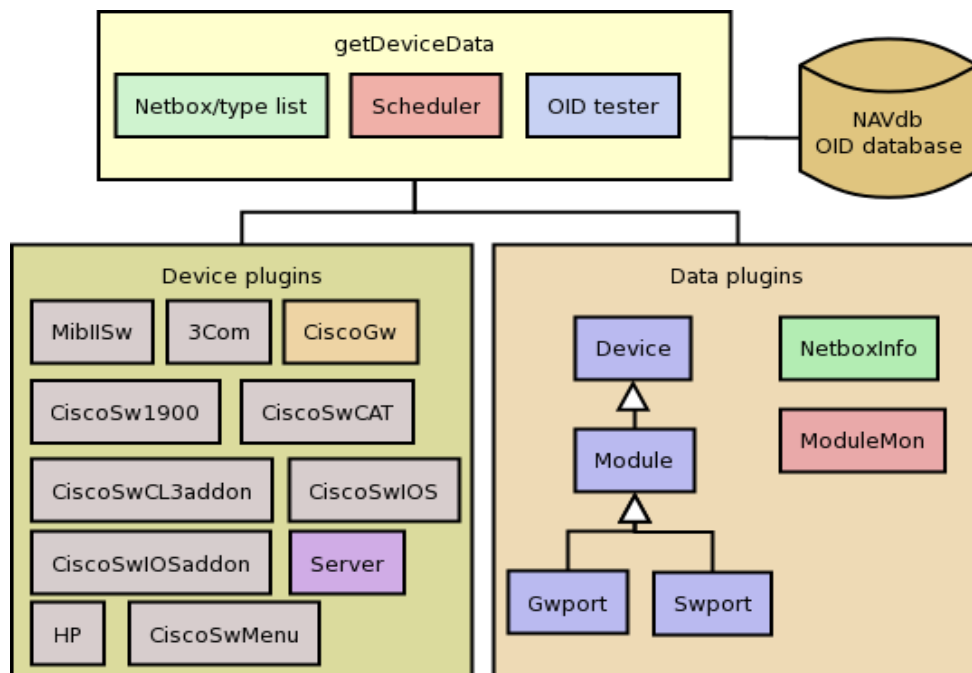 getDeviceData
Netbox/type list
Scheduler
OID tester
NAVdb
OID database
Device plugins
MibIISw
3Com
CiscoGw
CiscoSw1900
CiscoSwCAT
CiscoSwCL3addon
CiscoSwIOS
CiscoSwIOSaddon
Server
HP
CiscoSwMenu
Data plugins
Device
NetboxInfo
Module
ModuleMon
Gwport
Swport